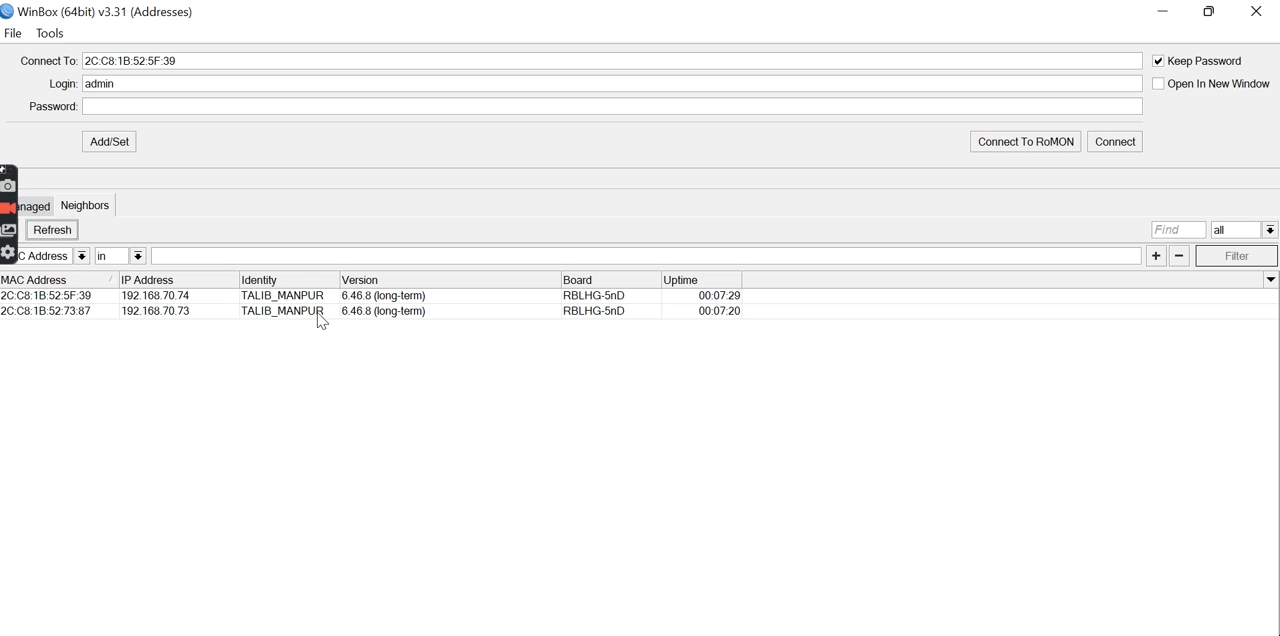 WinBox (64bit) v3.31 (Addresses)
File Tools
Connect To: 2C:C8:1B:52:5F:39 Keep Password
Login: admin Open In New Window
Password:
Add/Set Connect To RoMON Connect
Neighbors
Refresh Find all
Address in + - Filter
MAC Address / IP Address Identity Version Board Uptime
2C:C8:1B:52:5F:39 192.168.70.74 TALIB_MANPUR 6.46.8 (long-term) RBLHG-5nD 00:07:29
2C:C8:1B:52:73:87 192.168.70.73 TALIB_MANPUR 6.46.8 (long-term) RBLHG-5nD 00:07:20